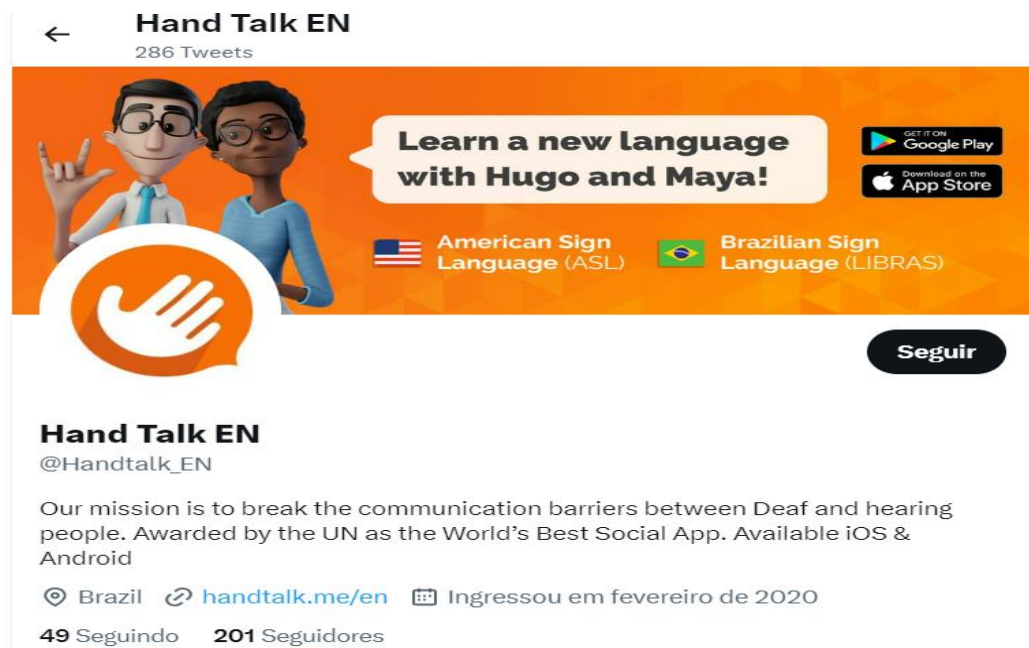 Hand Talk EN
286 Tweets
Learn a new language
with Hugo and Maya!
GET IT ON
Google Play
Download on the
App Store
American Sign
Language (ASL)
Brazilian Sign
Language (LIBRAS)
Seguir
Hand Talk EN
@Handtalk_EN
Our mission is to break the communication barriers between Deaf and hearing
people. Awarded by the UN as the World's Best Social App. Available iOS &
Android
Brazil handtalk.me/en Ingressou em fevereiro de 2020
49 Seguindo 201 Seguidores